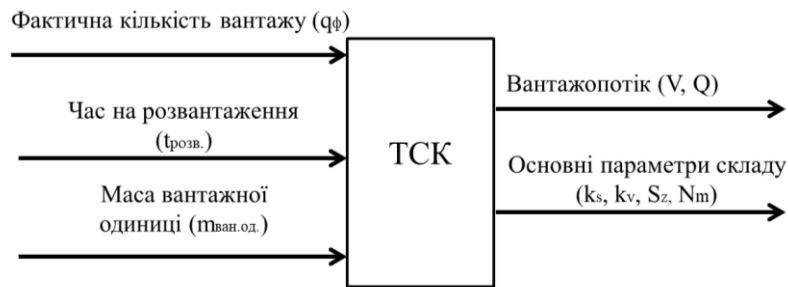 Фактична кількість вантажу (qф)
Час на розвантаження
(tрозв.)
Маса вантажної
одиниці (mван.од.)
ТСК
Вантажопотік (V, Q)
Основні параметри складу
(ks, kv, Sz, Nm)